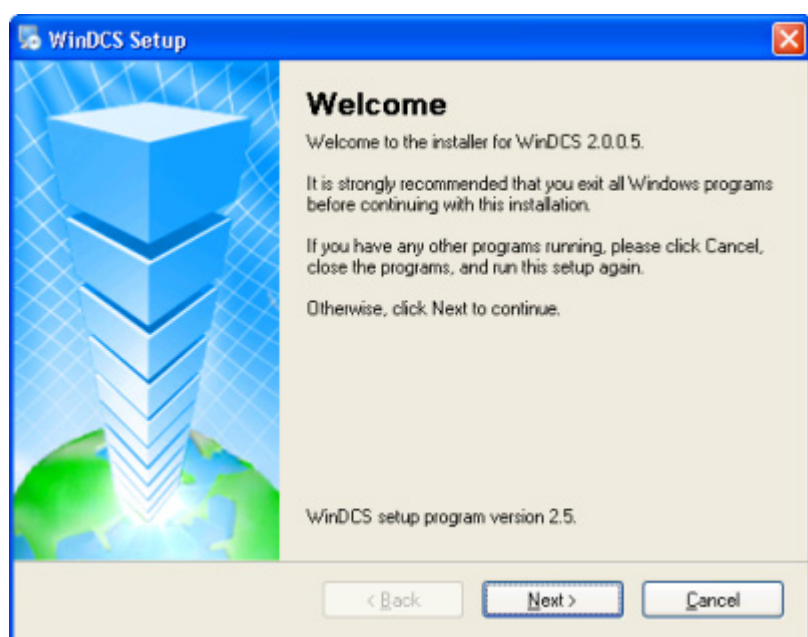 WinDCS Setup
Welcome
Welcome to the installer for WinDCS 2.0.0.5.
It is strongly recommended that you exit all Windows programs
before continuing with this installation.
If you have any other programs running, please click Cancel,
close the programs, and run this setup again.
Otherwise, click Next to continue.
WinDCS setup program version 2.5.
< Back
Next >
Cancel